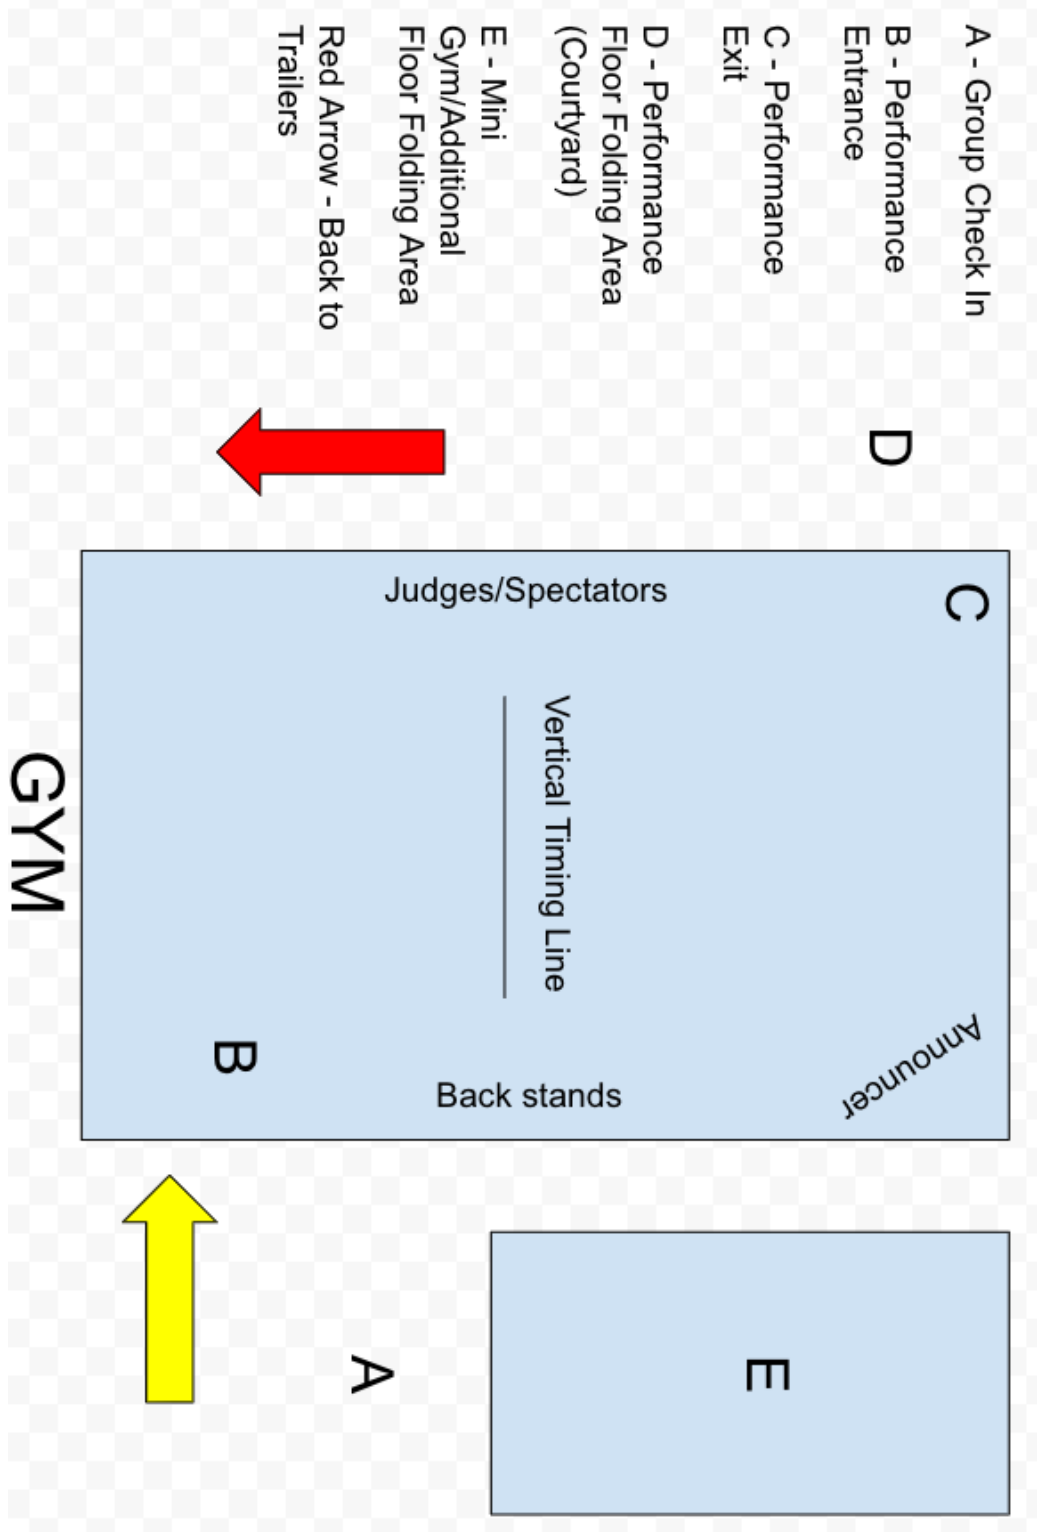 A - Group Check In
B - Performance
Entrance
C - Performance
Exit
D - Performance
Floor Folding Area
(Courtyard)
E - Mini
Gym/Additional
Floor Folding Area
Red Arrow - Back to
Trailers
D
C
Judges/Spectators
Vertical Timing Line
Announcer
B
Back stands
GYM
E
A